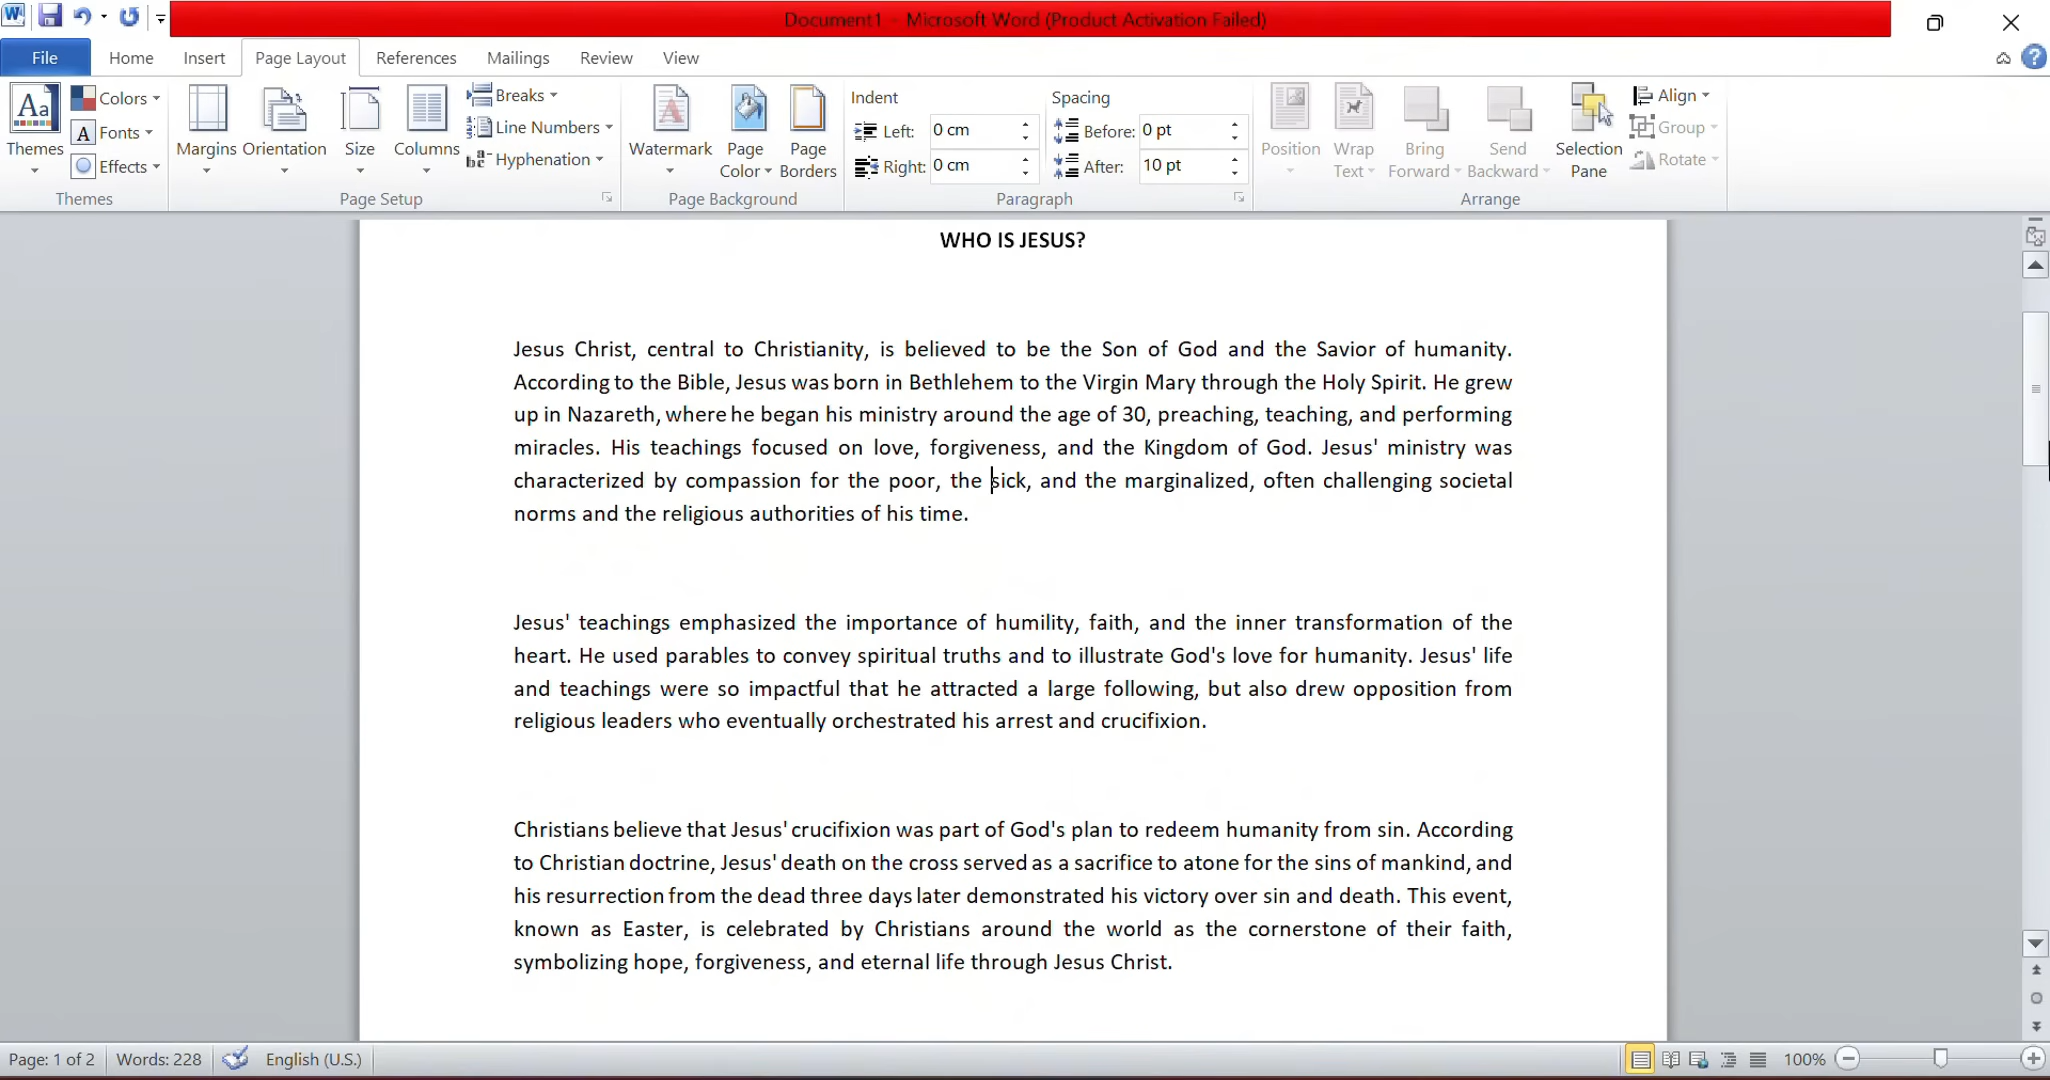 Document1 - Microsoft Word (Product Activation Failed)
File Home Insert Page Layout References Mailings Review View
Themes Colors Fonts Effects
Margins Orientation Size Columns Breaks Line Numbers Hyphenation
Watermark Page Color Page Borders
Indent Left: 0 cm Right: 0 cm
Spacing Before: 0 pt After: 10 pt
Position Wrap Text Bring Forward Send Backward Selection Pane Align Group Rotate
Themes Page Setup Page Background Paragraph Arrange
WHO IS JESUS?
Jesus Christ, central to Christianity, is believed to be the Son of God and the Savior of humanity.
According to the Bible, Jesus was born in Bethlehem to the Virgin Mary through the Holy Spirit. He grew
up in Nazareth, where he began his ministry around the age of 30, preaching, teaching, and performing
miracles. His teachings focused on love, forgiveness, and the Kingdom of God. Jesus' ministry was
characterized by compassion for the poor, the sick, and the marginalized, often challenging societal
norms and the religious authorities of his time.
Jesus' teachings emphasized the importance of humility, faith, and the inner transformation of the
heart. He used parables to convey spiritual truths and to illustrate God's love for humanity. Jesus' life
and teachings were so impactful that he attracted a large following, but also drew opposition from
religious leaders who eventually orchestrated his arrest and crucifixion.
Christians believe that Jesus' crucifixion was part of God's plan to redeem humanity from sin. According
to Christian doctrine, Jesus' death on the cross served as a sacrifice to atone for the sins of mankind, and
his resurrection from the dead three days later demonstrated his victory over sin and death. This event,
known as Easter, is celebrated by Christians around the world as the cornerstone of their faith,
symbolizing hope, forgiveness, and eternal life through Jesus Christ.
Page: 1 of 2 Words: 228 English (U.S.) 100%